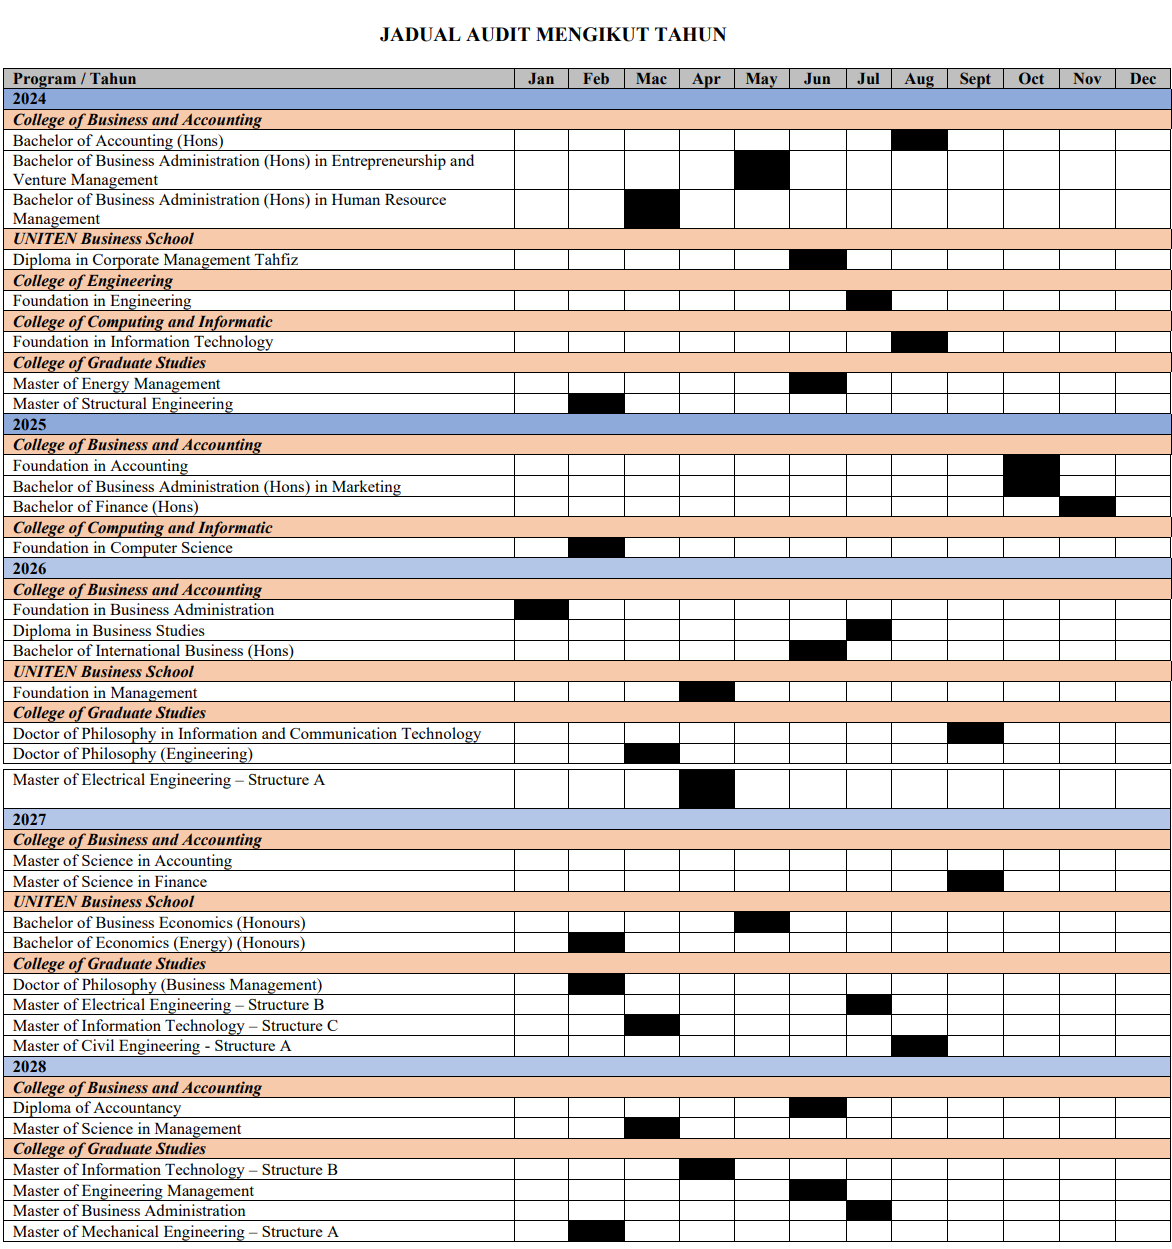 JADUAL AUDIT MENGIKUT TAHUN
Program / Tahun Jan Feb Mac Apr May Jun Jul Aug Sept Oct Nov Dec
2024
College of Business and Accounting
Bachelor of Accounting (Hons)
Bachelor of Business Administration (Hons) in Entrepreneurship and
Venture Management
Bachelor of Business Administration (Hons) in Human Resource
Management
UNITEN Business School
Diploma in Corporate Management Tahfiz
College of Engineering
Foundation in Engineering
College of Computing and Informatic
Foundation in Information Technology
College of Graduate Studies
Master of Energy Management
Master of Structural Engineering
2025
College of Business and Accounting
Foundation in Accounting
Bachelor of Business Administration (Hons) in Marketing
Bachelor of Finance (Hons)
College of Computing and Informatic
Foundation in Computer Science
2026
College of Business and Accounting
Foundation in Business Administration
Diploma in Business Studies
Bachelor of International Business (Hons)
UNITEN Business School
Foundation in Management
College of Graduate Studies
Doctor of Philosophy in Information and Communication Technology
Doctor of Philosophy (Engineering)
Master of Electrical Engineering – Structure A
2027
College of Business and Accounting
Master of Science in Accounting
Master of Science in Finance
UNITEN Business School
Bachelor of Business Economics (Honours)
Bachelor of Economics (Energy) (Honours)
College of Graduate Studies
Doctor of Philosophy (Business Management)
Master of Electrical Engineering – Structure B
Master of Information Technology – Structure C
Master of Civil Engineering - Structure A
2028
College of Business and Accounting
Diploma of Accountancy
Master of Science in Management
College of Graduate Studies
Master of Information Technology – Structure B
Master of Engineering Management
Master of Business Administration
Master of Mechanical Engineering – Structure A